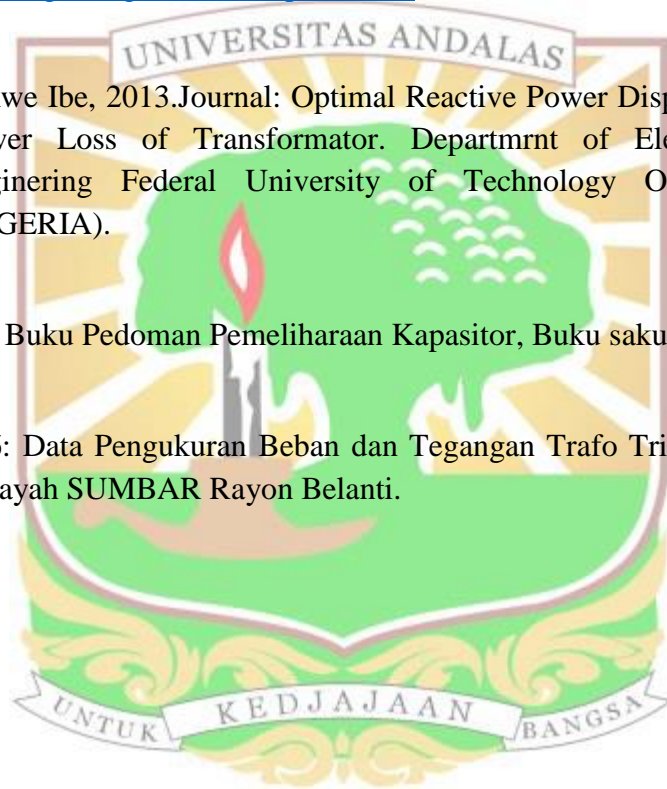 UNIVERSITAS ANDALAS
we Ibe, 2013.Journal: Optimal Reactive Power Disp
er Loss of Transformator. Departmrnt of Ele
ginering Federal University of Technology O
GERIA).
Buku Pedoman Pemeliharaan Kapasitor, Buku saku
: Data Pengukuran Beban dan Tegangan Trafo Tri
ayah SUMBAR Rayon Belanti.
UNTUK KEDJAJAAN BANGSA